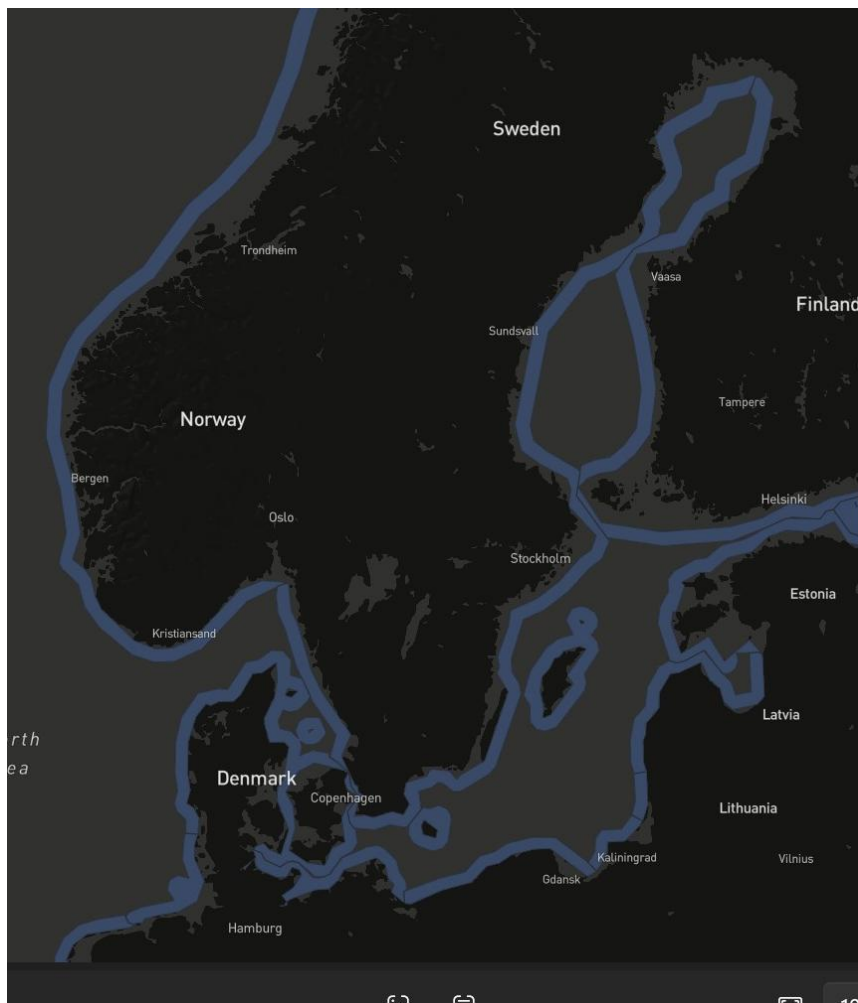 Sweden
Trondheim
Vaasa
Finland
Sundsvall
Tampere
Norway
Bergen
Helsinki
Oslo
Stockholm
Estonia
Kristiansand
Latvia
rth
ea
Denmark
Copenhagen
Lithuania
Kaliningrad
Vilnius
Gdansk
Hamburg